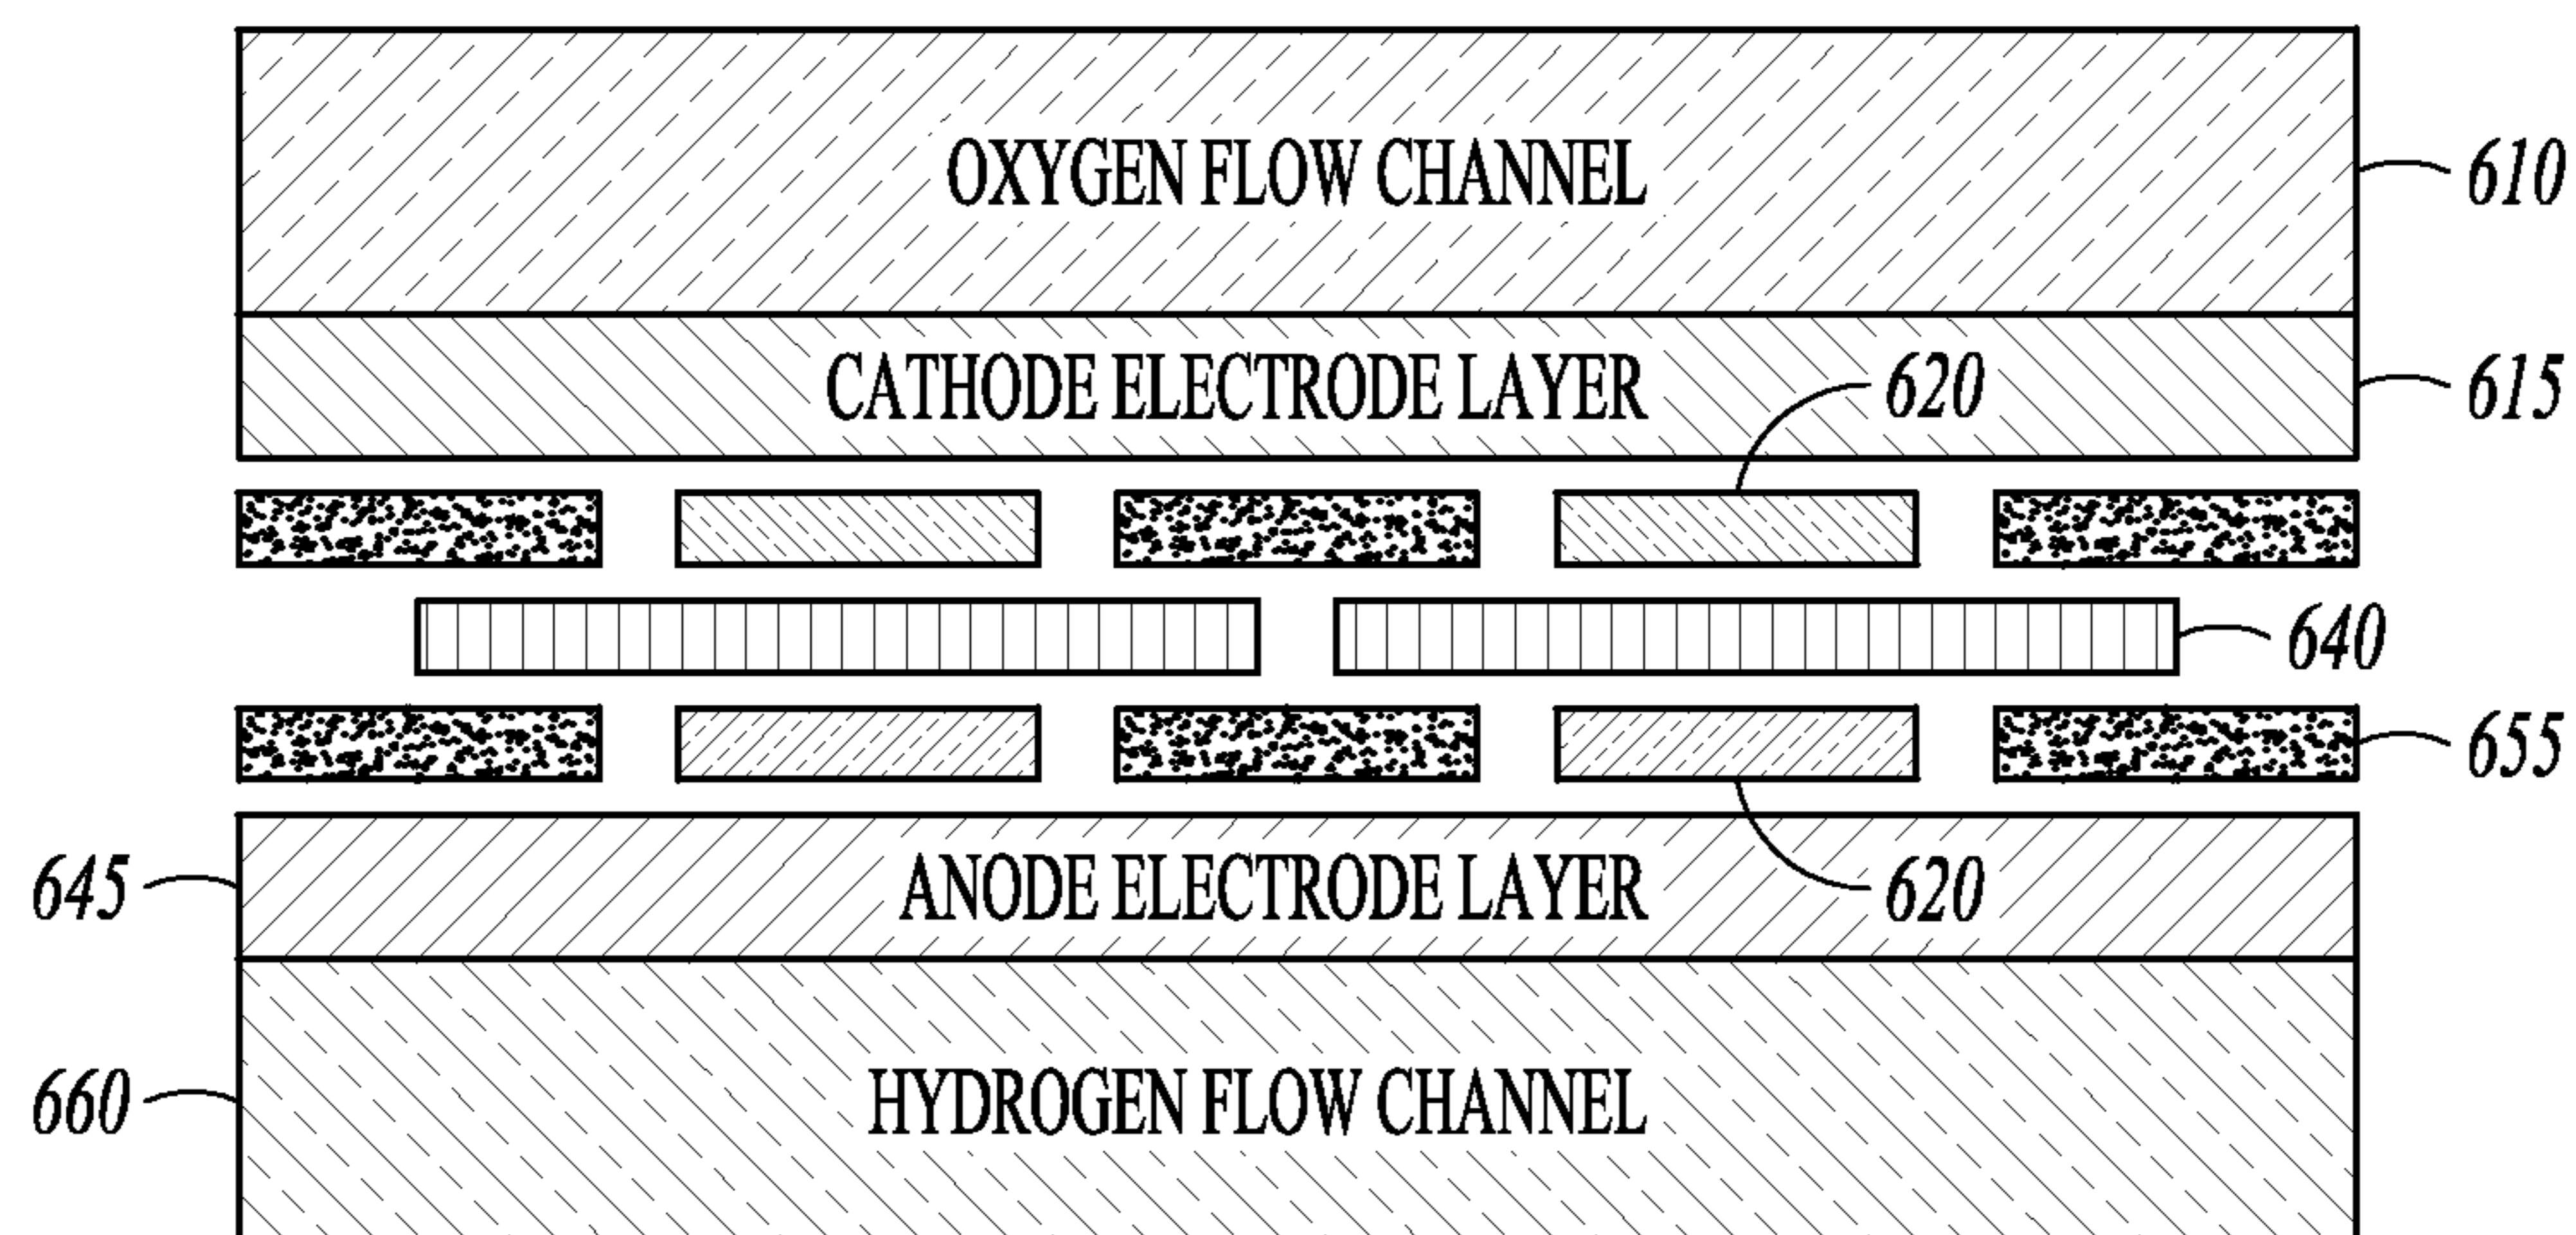 OXYGEN FLOW CHANNEL
610
CATHODE ELECTRODE LAYER
620
615
640
655
645
ANODE ELECTRODE LAYER
620
660
HYDROGEN FLOW CHANNEL